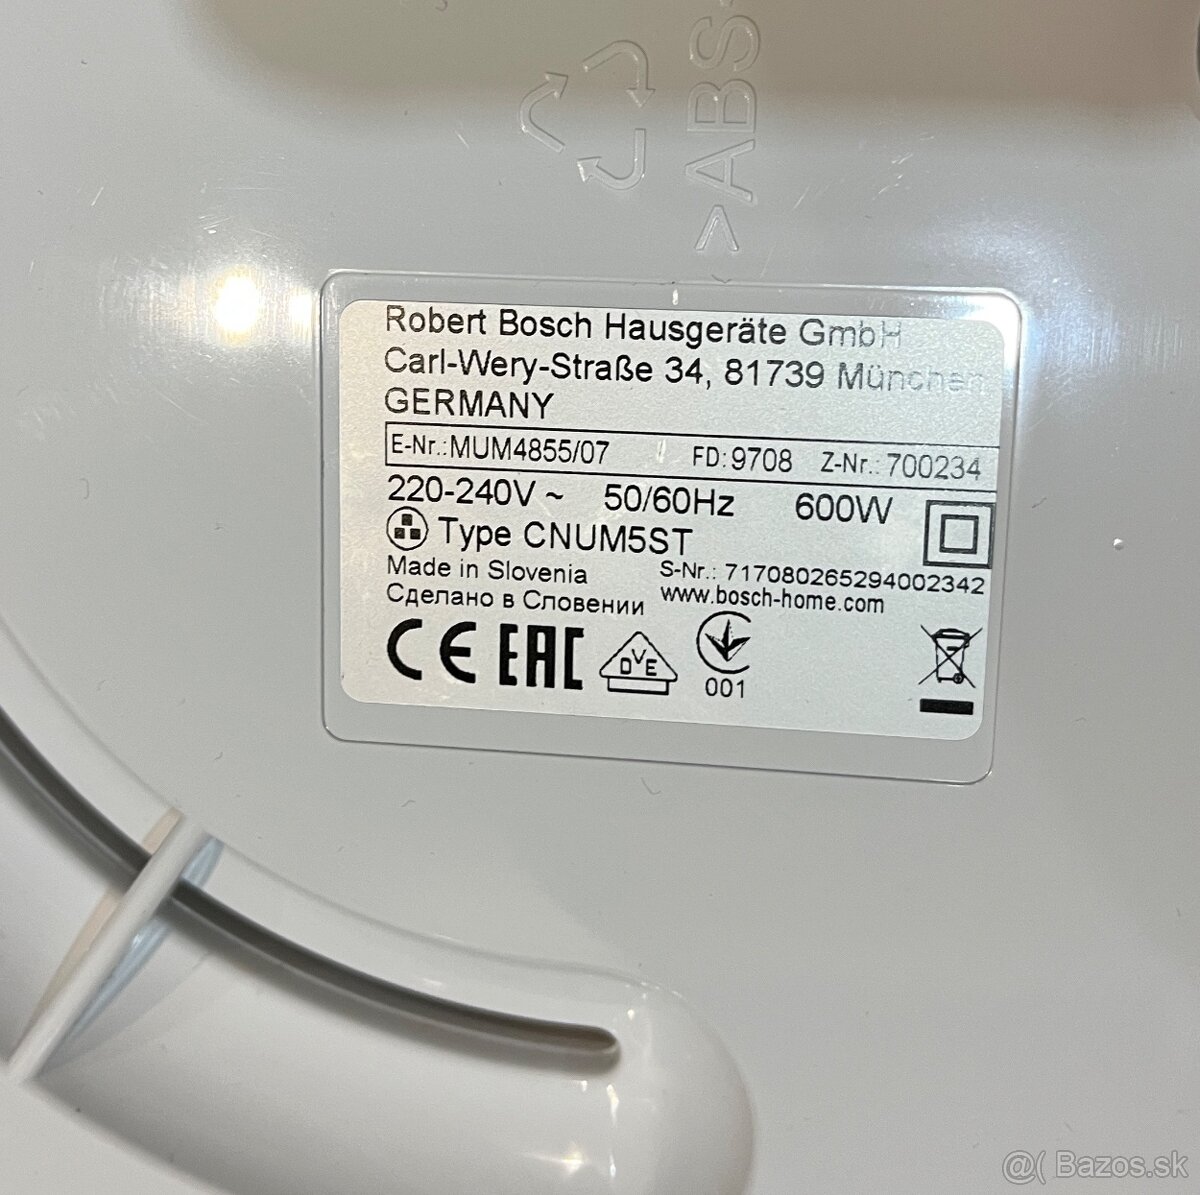 >ABS<
Robert Bosch Hausgeräte GmbH
Carl-Wery-Straße 34, 81739 München
GERMANY
E-Nr.: MUM4855/07 FD: 9708 Z-Nr.: 700234
220-240V ~ 50/60Hz 600W
Type CNUM5ST
Made in Slovenia S-Nr.: 717080265294002342
Сделано в Словении www.bosch-home.com
CE EAC DVE 001
@( Bazos.sk